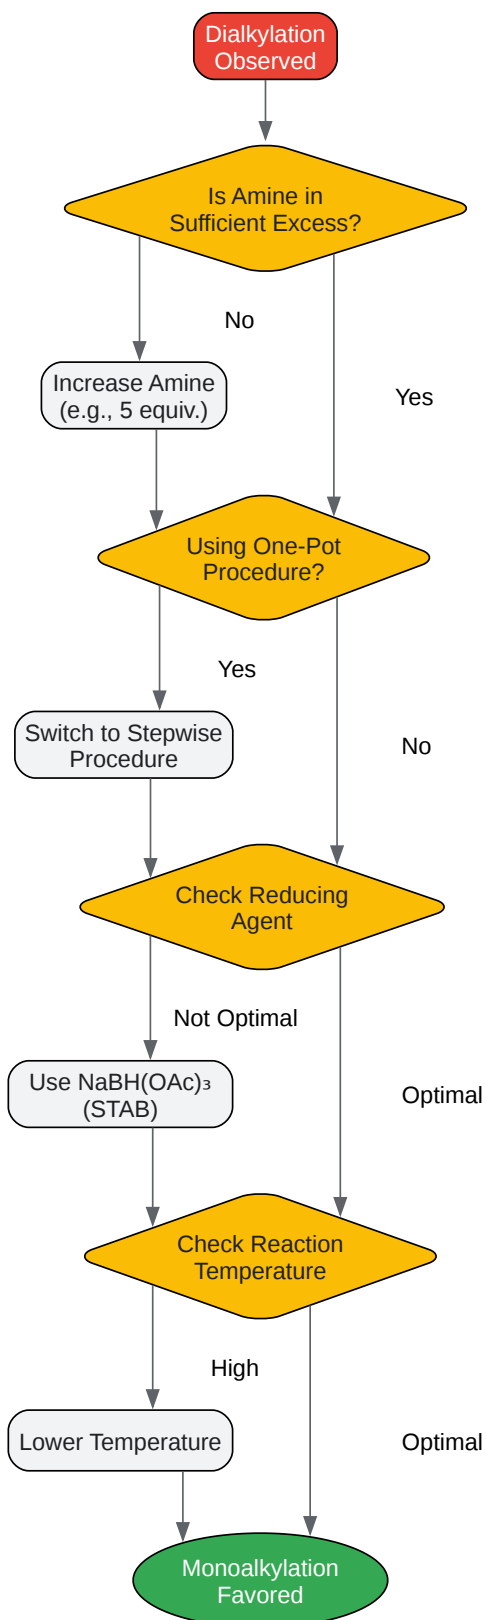 Dialkylation
Observed
Is Amine in
Sufficient Excess?
No
Increase Amine
(e.g., 5 equiv.)
Yes
Using One-Pot
Procedure?
Yes
Switch to Stepwise
Procedure
No
Check Reducing
Agent
Not Optimal
Use NaBH(OAc)₃
(STAB)
Optimal
Check Reaction
Temperature
High
Lower Temperature
Optimal
Monoalkylation
Favored